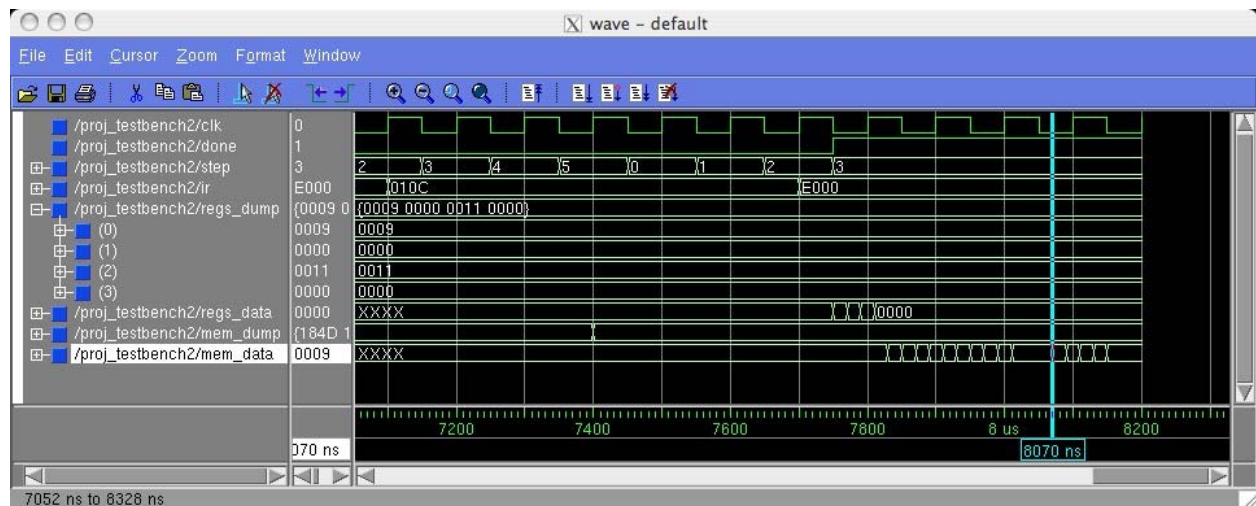 X wave – default
File Edit Cursor Zoom Format Window
/proj_testbench2/clk 0
/proj_testbench2/done 1
/proj_testbench2/step 3 2 3 4 5 0 1 2 3
/proj_testbench2/ir E000 010C E000
/proj_testbench2/regs_dump {0009 0 {0009 0000 0011 0000}
(0) 0009 0009
(1) 0000 0000
(2) 0011 0011
(3) 0000 0000
/proj_testbench2/regs_data 0000 XXXX 0000
/proj_testbench2/mem_dump {184D 1
/proj_testbench2/mem_data 0009 XXXX
7200 7400 7600 7800 8 us 8200
070 ns 8070 ns
7052 ns to 8328 ns